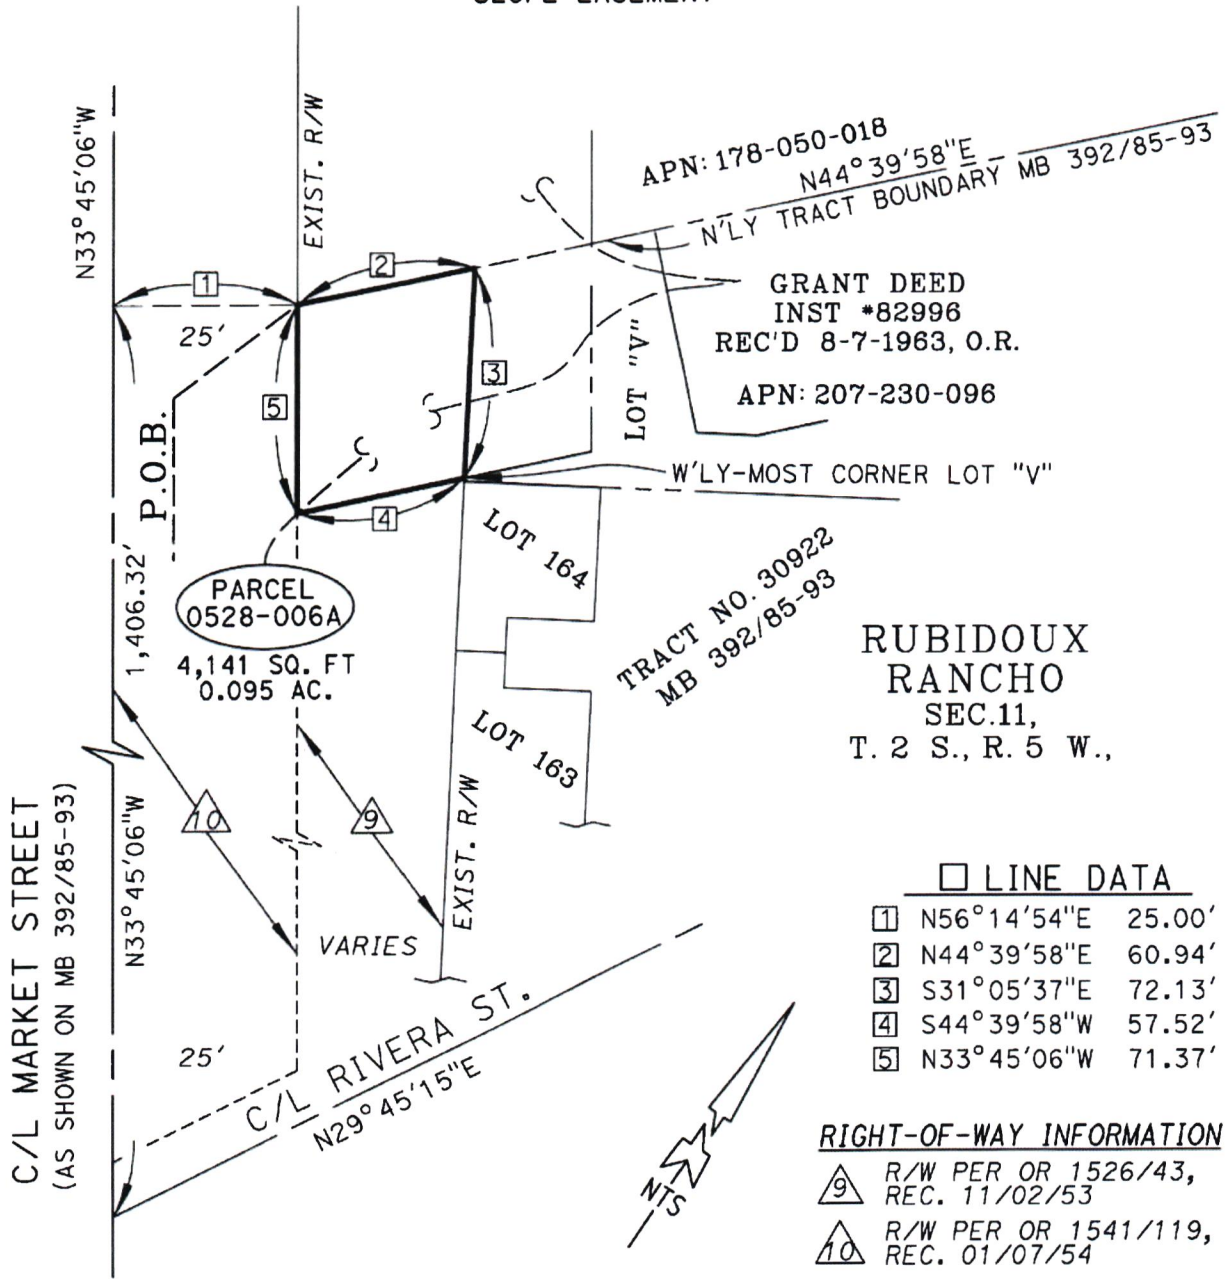 N33°45'06"W
EXIST. R/W
APN: 178-050-018
N44°39'58"E
N'LY TRACT BOUNDARY MB 392/85-93
1
2
25'
GRANT DEED
INST *82996
REC'D 8-7-1963, O.R.
3
5
LOT "V"
APN: 207-230-096
P.O.B.
W'LY-MOST CORNER LOT "V"
4
LOT 164
1,406.32'
PARCEL
0528-006A
4,141 SQ. FT
0.095 AC.
TRACT NO. 30922
MB 392/85-93
RUBIDOUX
RANCHO
SEC.11,
T. 2 S., R. 5 W.,
LOT 163
10
9
C/L MARKET STREET
(AS SHOWN ON MB 392/85-93)
N33°45'06"W
EXIST. R/W
VARIES
25'
C/L RIVERA ST.
N29°45'15"E
NTS
LINE DATA
1 N56°14'54"E 25.00'
2 N44°39'58"E 60.94'
3 S31°05'37"E 72.13'
4 S44°39'58"W 57.52'
5 N33°45'06"W 71.37'
RIGHT-OF-WAY INFORMATION
9 R/W PER OR 1526/43,
REC. 11/02/53
10 R/W PER OR 1541/119,
REC. 01/07/54